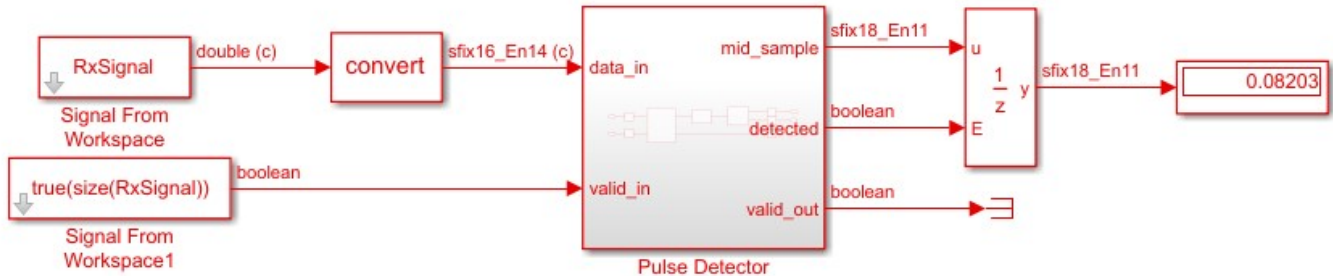 RxSignal
Signal From
Workspace
double (c)
convert
sfix16_En14 (c)
true(size(RxSignal))
Signal From
Workspace1
boolean
data_in
valid_in
mid_sample
detected
valid_out
Pulse Detector
sfix18_En11
boolean
boolean
u
E
1
z
y
sfix18_En11
0.08203